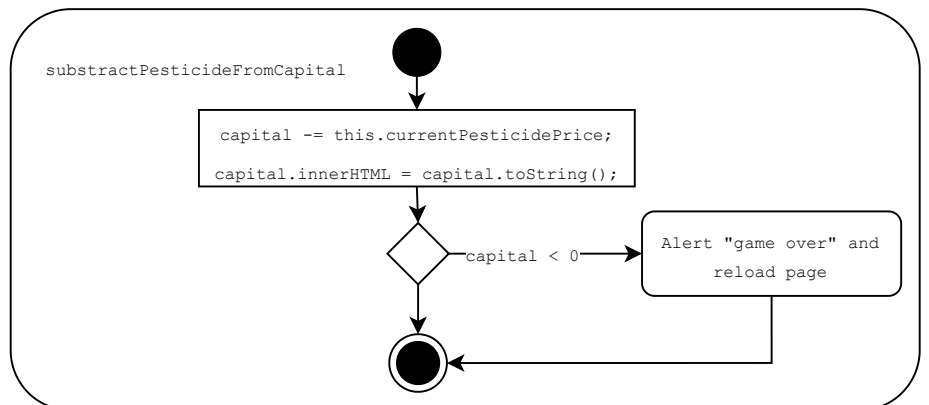 substractPesticideFromCapital
capital -= this.currentPesticidePrice;
capital.innerHTML = capital.toString();
capital < 0
Alert "game over" and
reload page